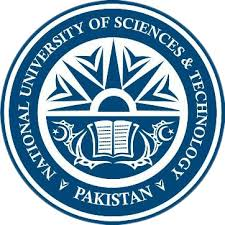 NATIONAL UNIVERSITY OF SCIENCES & TECHNOLOGY
PAKISTAN